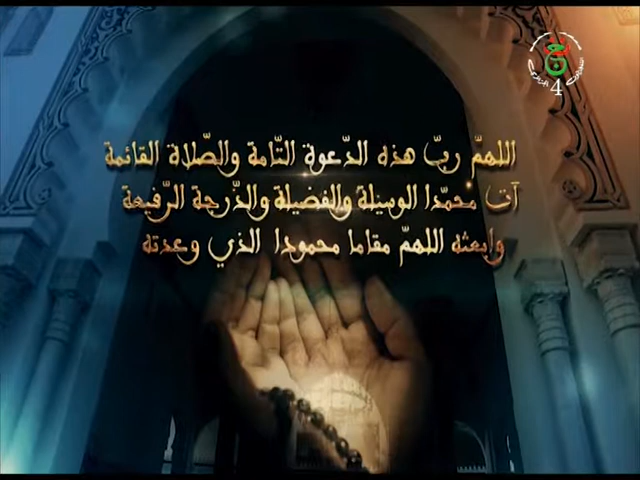 اللهمّ ربّ هذه الدّعوة التّامة والصّلاة القائمة
آت محمّدا الوسيلة والفضيلة والدّرجة الرّفيعة
وابعثه اللهمّ مقاما محمودا الذي وعدته
4